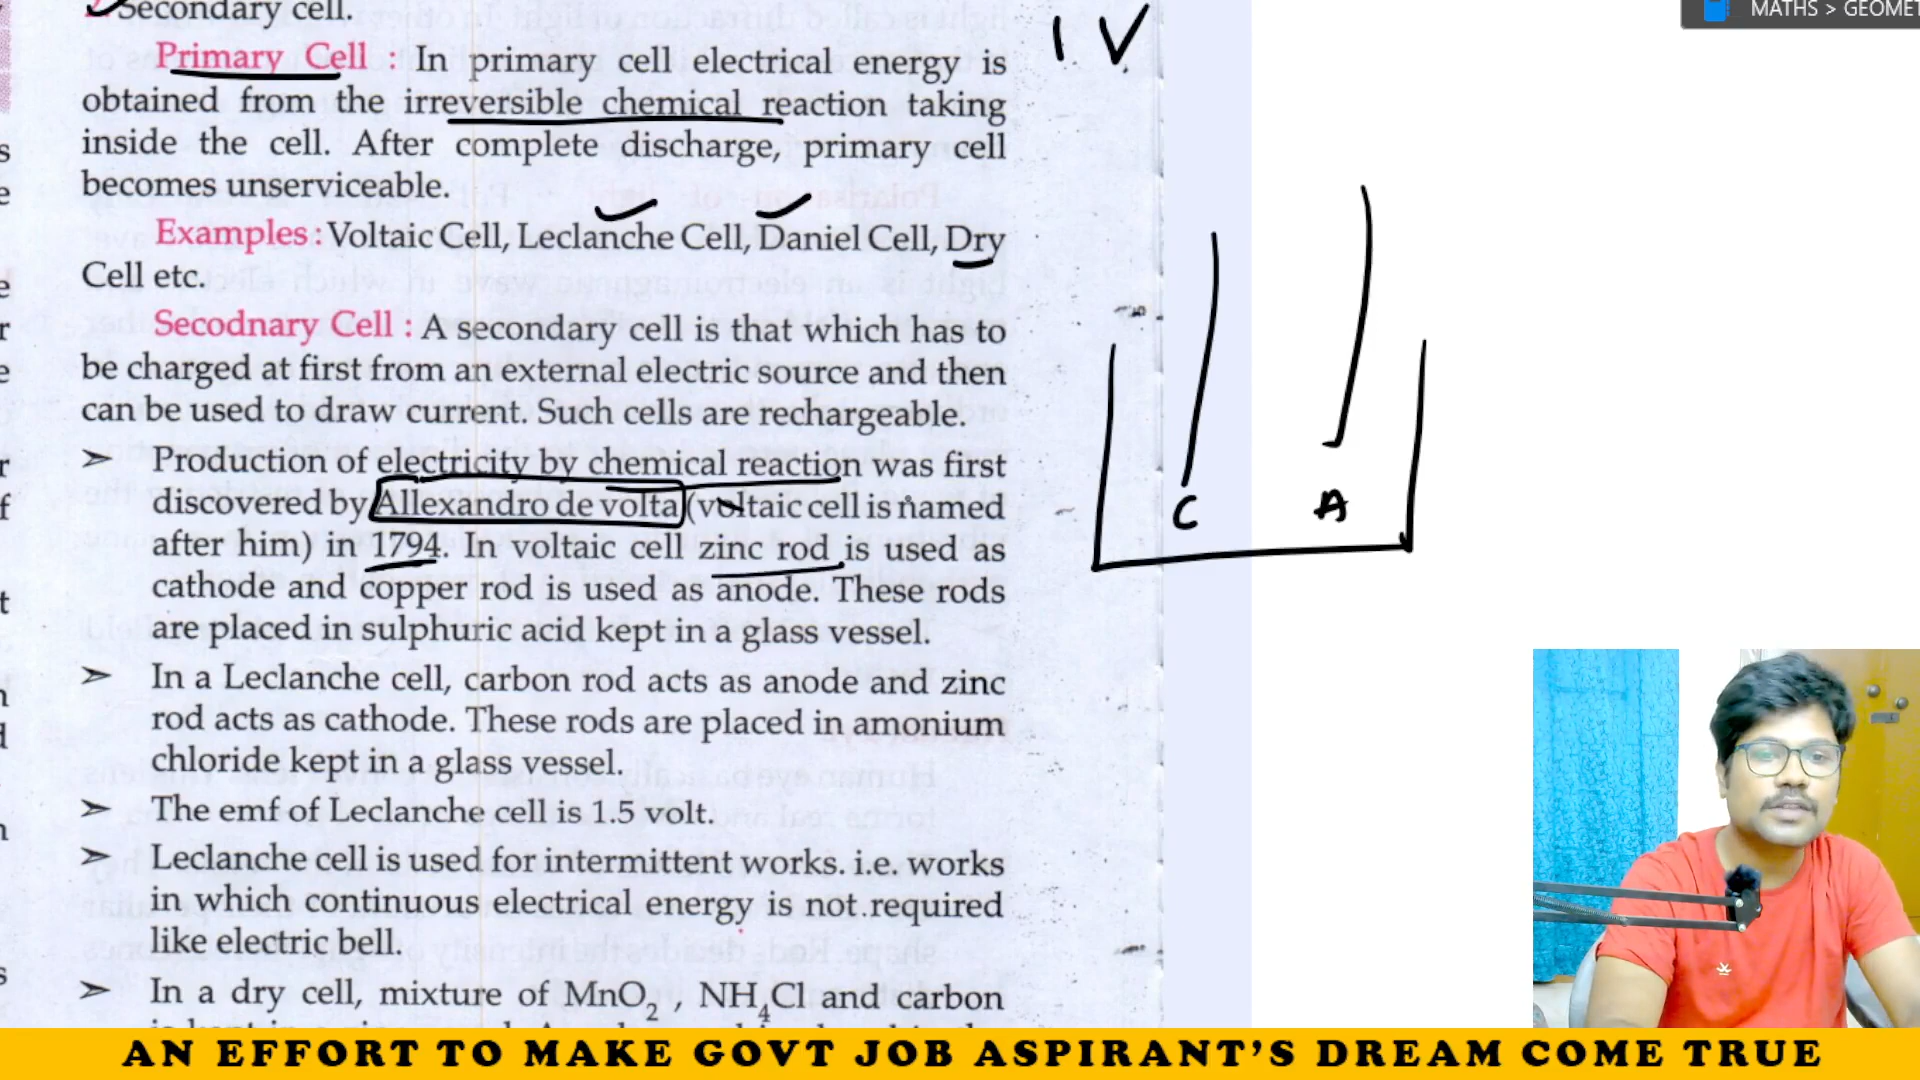 Secondary cell.
MATHS > GEOMET
1 V
Primary Cell : In primary cell electrical energy is
obtained from the irreversible chemical reaction taking
inside the cell. After complete discharge, primary cell
becomes unserviceable.
Examples : Voltaic Cell, Leclanche Cell, Daniel Cell, Dry
Cell etc.
Secodnary Cell : A secondary cell is that which has to
be charged at first from an external electric source and then
can be used to draw current. Such cells are rechargeable.
➢ Production of electricity by chemical reaction was first
discovered by Allexandro de volta (voltaic cell is named
after him) in 1794. In voltaic cell zinc rod is used as
cathode and copper rod is used as anode. These rods
are placed in sulphuric acid kept in a glass vessel.
C A
➢ In a Leclanche cell, carbon rod acts as anode and zinc
rod acts as cathode. These rods are placed in amonium
chloride kept in a glass vessel.
➢ The emf of Leclanche cell is 1.5 volt.
➢ Leclanche cell is used for intermittent works. i.e. works
in which continuous electrical energy is not required
like electric bell.
➢ In a dry cell, mixture of MnO₂ , NH₄Cl and carbon
AN EFFORT TO MAKE GOVT JOB ASPIRANT'S DREAM COME TRUE